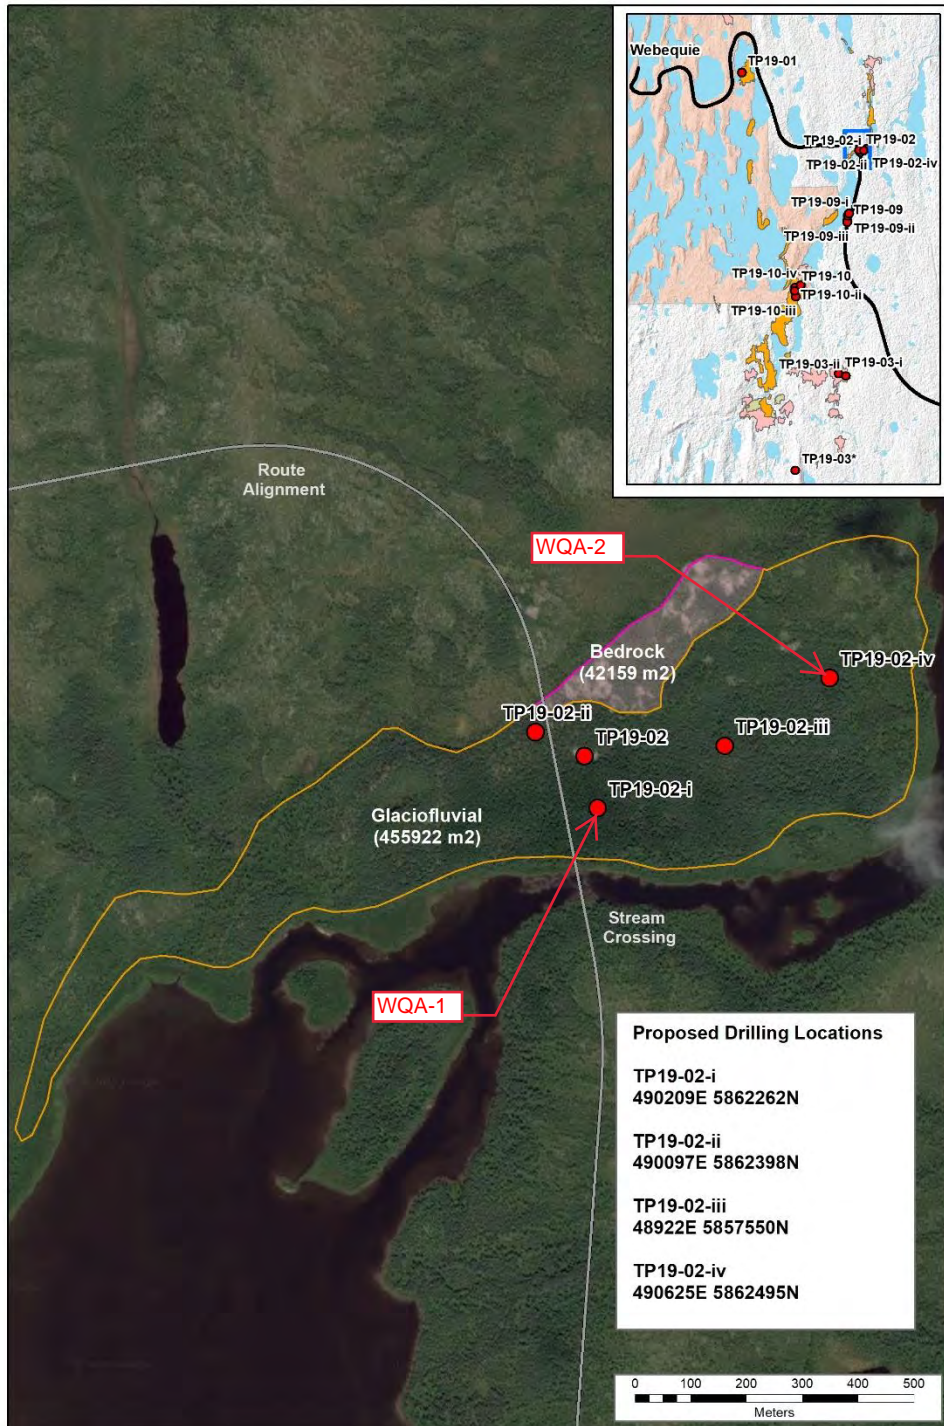 Webequie
TP19-01
TP19-02-i
TP19-02
TP19-02-ii
TP19-02-iv
TP19-09-i
TP19-09
TP19-09-ii
TP19-09-iii
TP19-10-iv
TP19-10
TP19-10-ii
TP19-10-iii
TP19-03-ii
TP19-03-i
TP19-03*
Route
Alignment
WQA-2
Bedrock
(42159 m2)
TP19-02-iv
TP19-02-ii
TP19-02
TP19-02-iii
TP19-02-i
Glaciofluvial
(455922 m2)
Stream
Crossing
WQA-1
Proposed Drilling Locations
TP19-02-i
490209E 5862262N
TP19-02-ii
490097E 5862398N
TP19-02-iii
48922E 5857550N
TP19-02-iv
490625E 5862495N
0 100 200 300 400 500
Meters